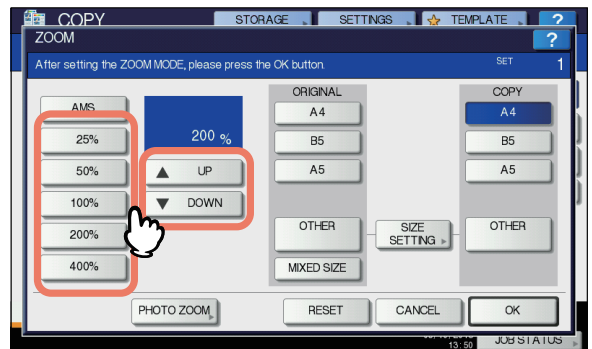 COPY
STORAGE
SETTINGS
TEMPLATE
?
ZOOM
?
After setting the ZOOM MODE, please press the OK button.
SET
1
AMS
25%
50%
100%
200%
400%
200 %
UP
DOWN
ORIGINAL
A4
B5
A5
OTHER
MIXED SIZE
SIZE
SETTING
COPY
A4
B5
A5
OTHER
PHOTO ZOOM
RESET
CANCEL
OK
13:50
JOB STATUS